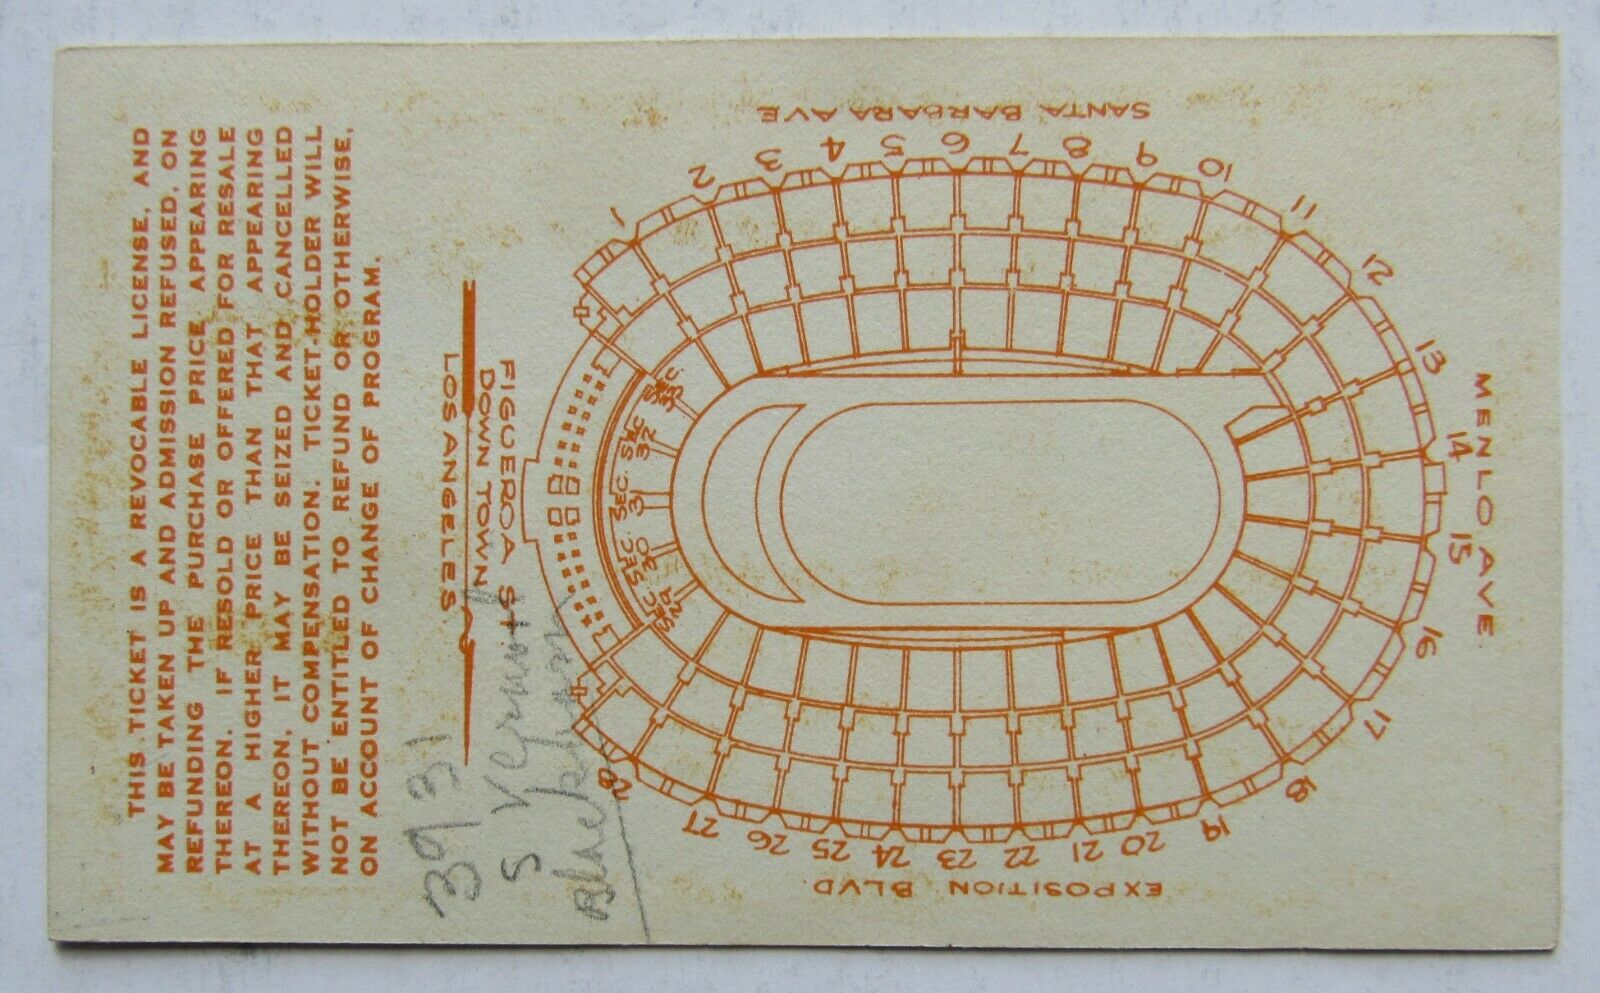 THIS TICKET IS A REVOCABLE LICENSE, AND
MAY BE TAKEN UP AND ADMISSION REFUSED, ON
REFUNDING THE PURCHASE PRICE APPEARING
THEREON. IF RESOLD OR OFFERED FOR RESALE
AT A HIGHER PRICE THAN THAT APPEARING
THEREON, IT MAY BE SEIZED AND CANCELLED
WITHOUT COMPENSATION. TICKET-HOLDER WILL
NOT BE ENTITLED TO REFUND OR OTHERWISE,
ON ACCOUNT OF CHANGE OF PROGRAM.
3931
S Vermont
LOS ANGELES.
DOWN TOWN
FIGUEROA ST.
SANTA BARBARA AVE
1
2
3
4
5
6
7
8
9
10
11
12
13
14
15
16
17
18
19
20
21
22
23
24
25
26
27
28
SEC. 33
SEC. 32
SEC. 31
SEC. 30
SEC. 29
MENLO AVE.
EXPOSITION BLVD.